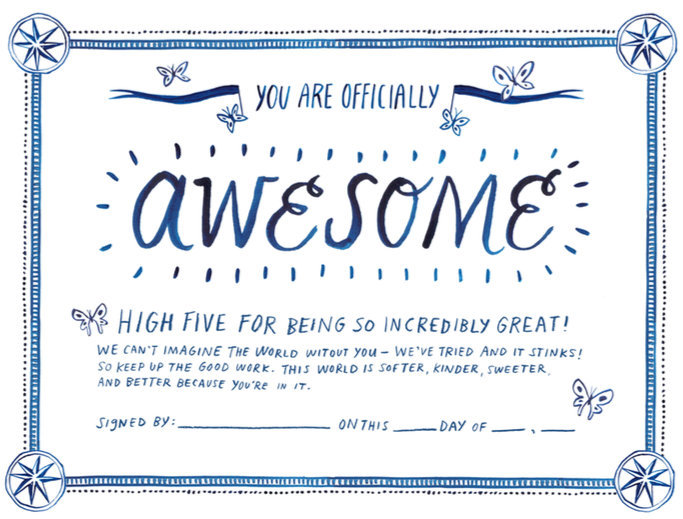 YOU ARE OFFICIALLY
AWESOME
HIGH FIVE FOR BEING SO INCREDIBLY GREAT!
WE CAN'T IMAGINE THE WORLD WITOUT YOU – WE'VE TRIED AND IT STINKS!
SO KEEP UP THE GOOD WORK. THIS WORLD IS SOFTER, KINDER, SWEETER,
AND BETTER BECAUSE YOU'RE IN IT.
SIGNED BY: ____________ ON THIS ____ DAY OF ___, ___